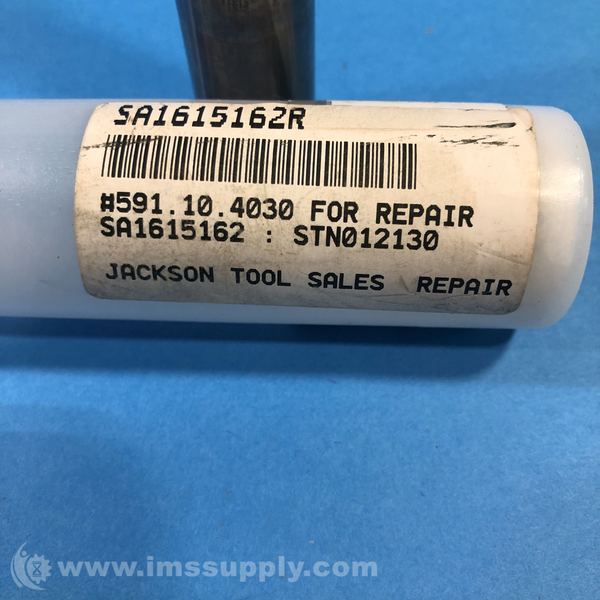 SA1615162R
#591.10.4030 FOR REPAIR
SA1615162 : STN012130
JACKSON TOOL SALES REPAIR
www.imssupply.com